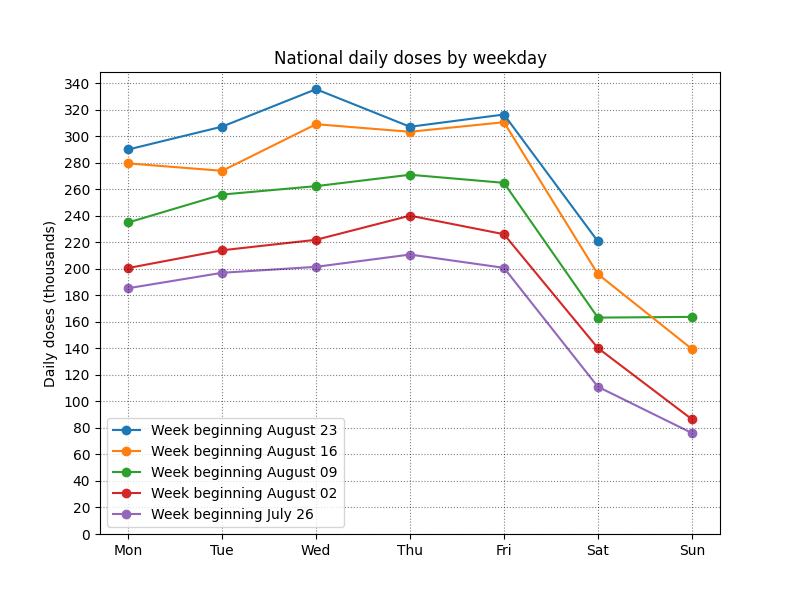 National daily doses by weekday
Daily doses (thousands)
340
320
300
280
260
240
220
200
180
160
140
120
100
80
60
40
20
0
Week beginning August 23
Week beginning August 16
Week beginning August 09
Week beginning August 02
Week beginning July 26
Mon Tue Wed Thu Fri Sat Sun